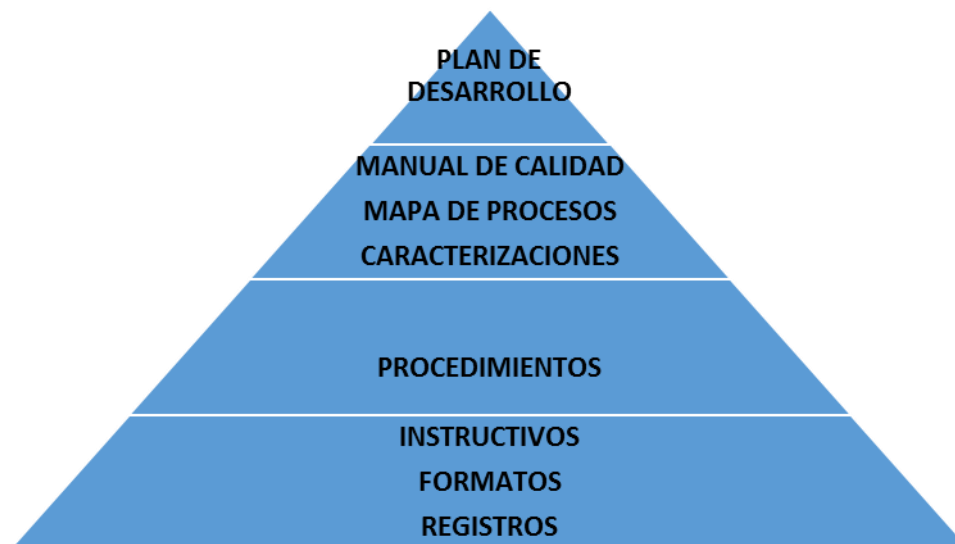 PLAN DE
DESARROLLO
MANUAL DE CALIDAD
MAPA DE PROCESOS
CARACTERIZACIONES
PROCEDIMIENTOS
INSTRUCTIVOS
FORMATOS
REGISTROS